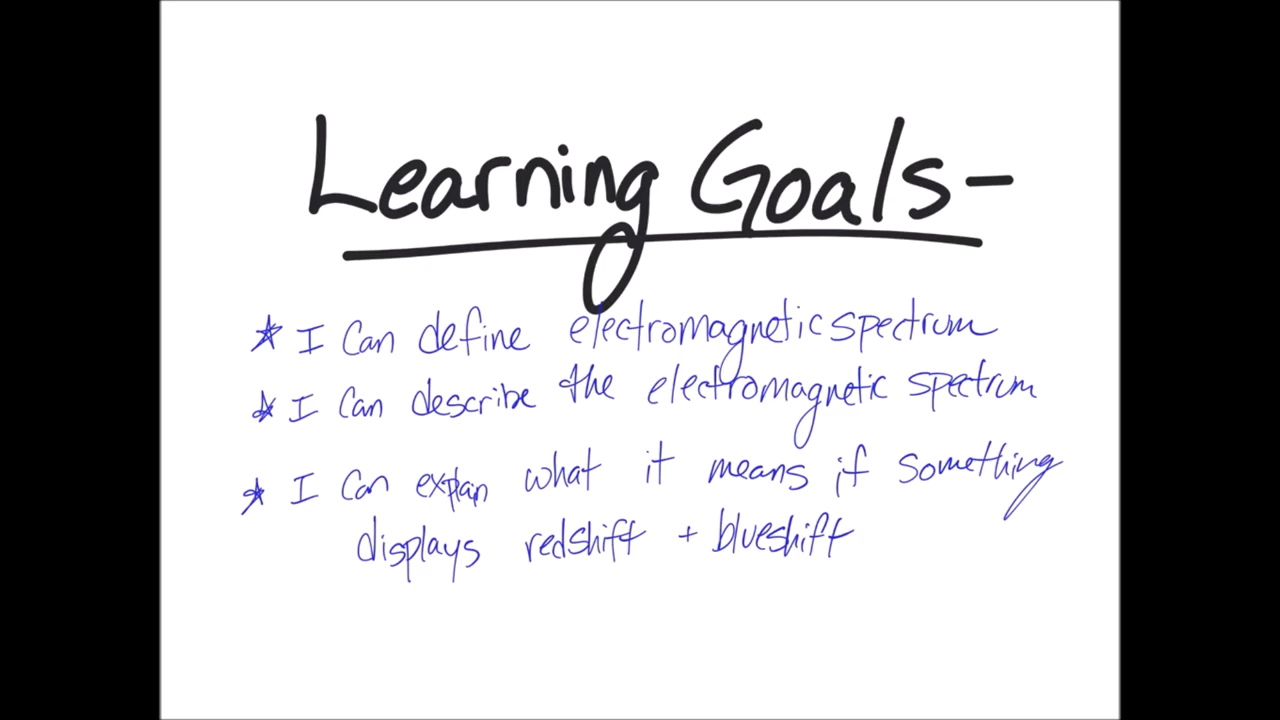 Learning Goals-
* I can define electromagnetic spectrum
* I can describe the electromagnetic spectrum
* I can explan what it means if something
displays redshift + blueshift